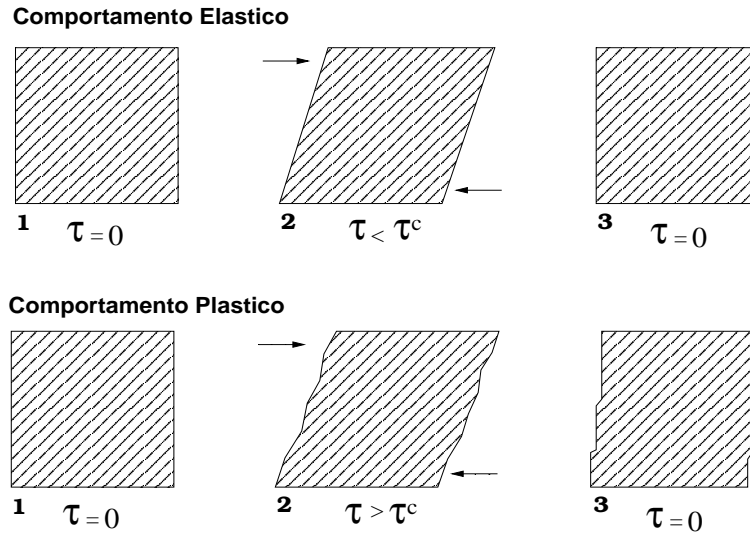 Comportamento Elastico
1 τ = 0
2 τ < τᶜ
3 τ = 0
Comportamento Plastico
1 τ = 0
2 τ > τᶜ
3 τ = 0